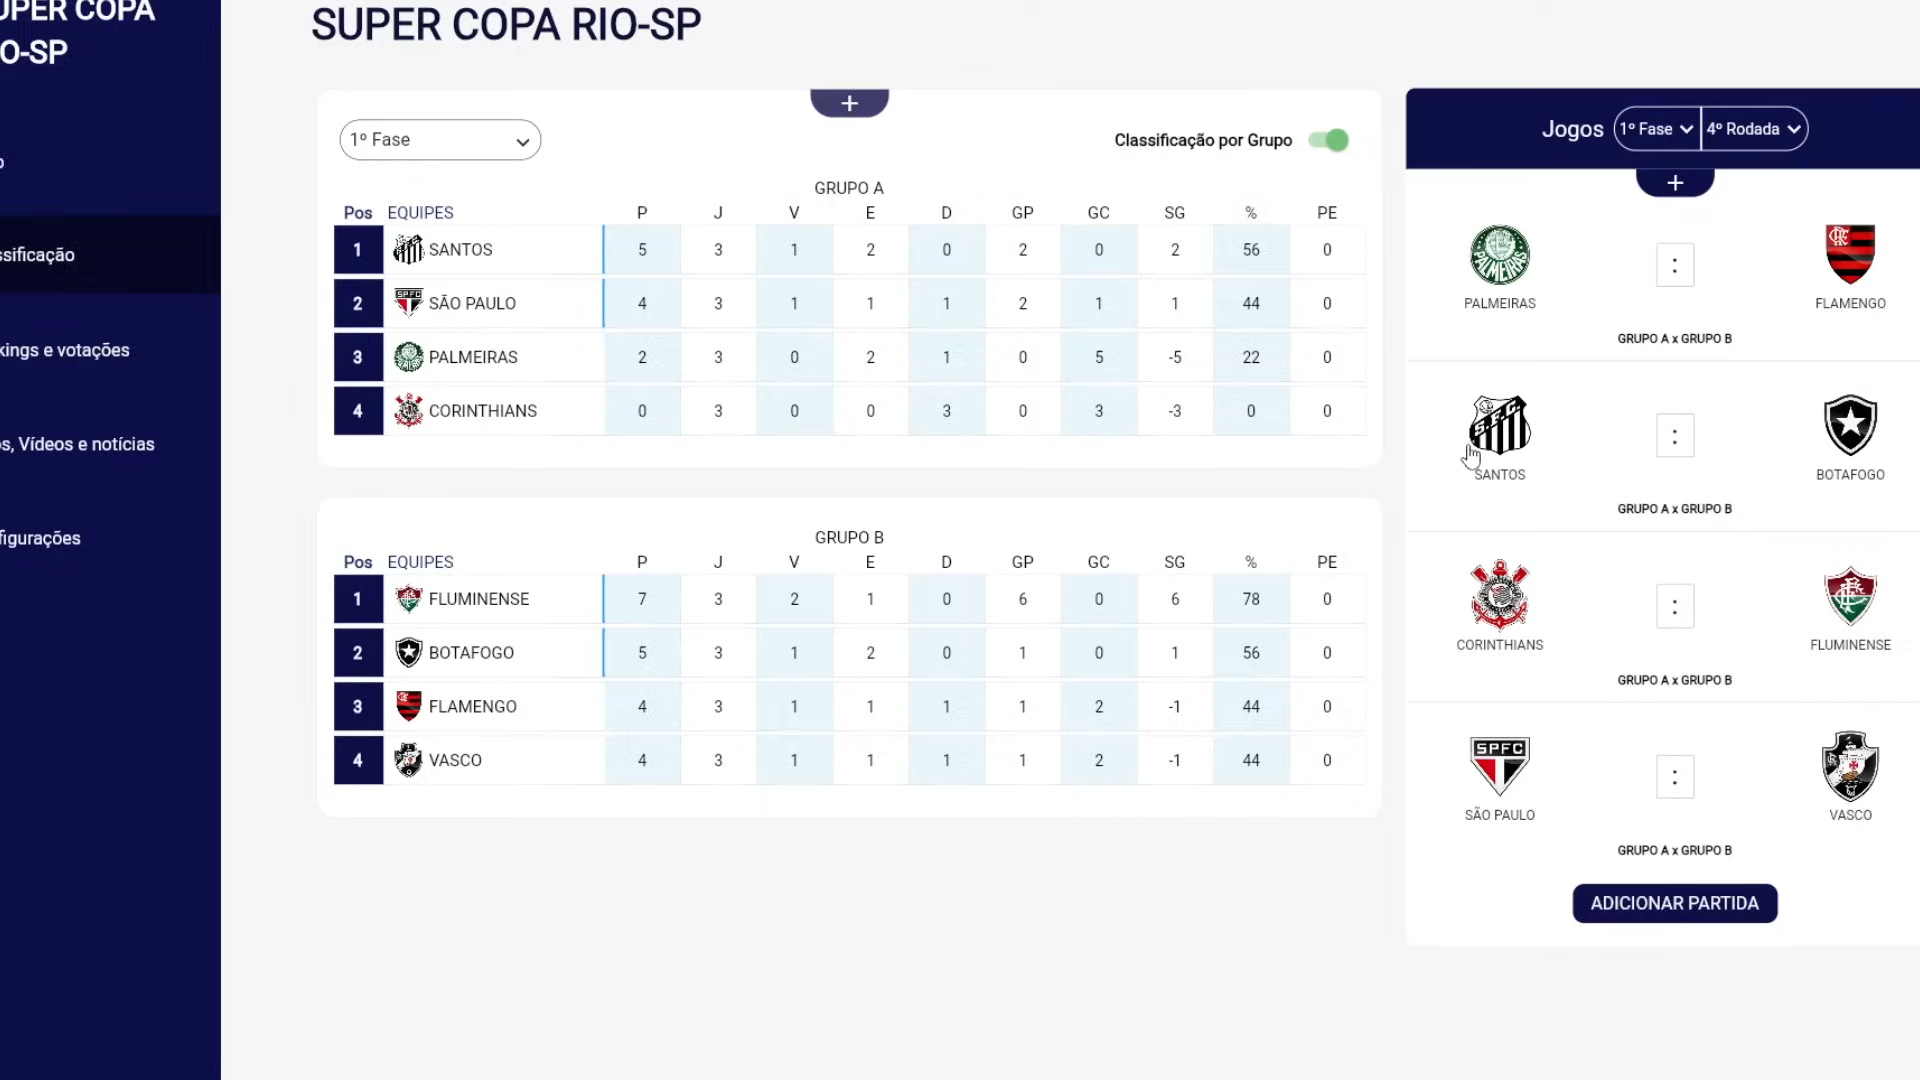 UPER COPA
O-SP
o
ssificação
kings e votações
s, Vídeos e notícias
figurações
SUPER COPA RIO-SP
+
1º Fase
Classificação por Grupo
GRUPO A
Pos EQUIPES P J V E D GP GC SG % PE
1 SANTOS 5 3 1 2 0 2 0 2 56 0
2 SPFC SÃO PAULO 4 3 1 1 1 2 1 1 44 0
3 PALMEIRAS 2 3 0 2 1 0 5 -5 22 0
4 CORINTHIANS 0 3 0 0 3 0 3 -3 0 0
GRUPO B
Pos EQUIPES P J V E D GP GC SG % PE
1 FLUMINENSE 7 3 2 1 0 6 0 6 78 0
2 BOTAFOGO 5 3 1 2 0 1 0 1 56 0
3 FLAMENGO 4 3 1 1 1 1 2 -1 44 0
4 VASCO 4 3 1 1 1 1 2 -1 44 0
Jogos 1º Fase 4º Rodada
+
PALMEIRAS
:
PALMEIRAS FLAMENGO
GRUPO A x GRUPO B
S.F.C.
:
SANTOS BOTAFOGO
GRUPO A x GRUPO B
:
CORINTHIANS FLUMINENSE
GRUPO A x GRUPO B
SPFC
:
SÃO PAULO VASCO
GRUPO A x GRUPO B
ADICIONAR PARTIDA